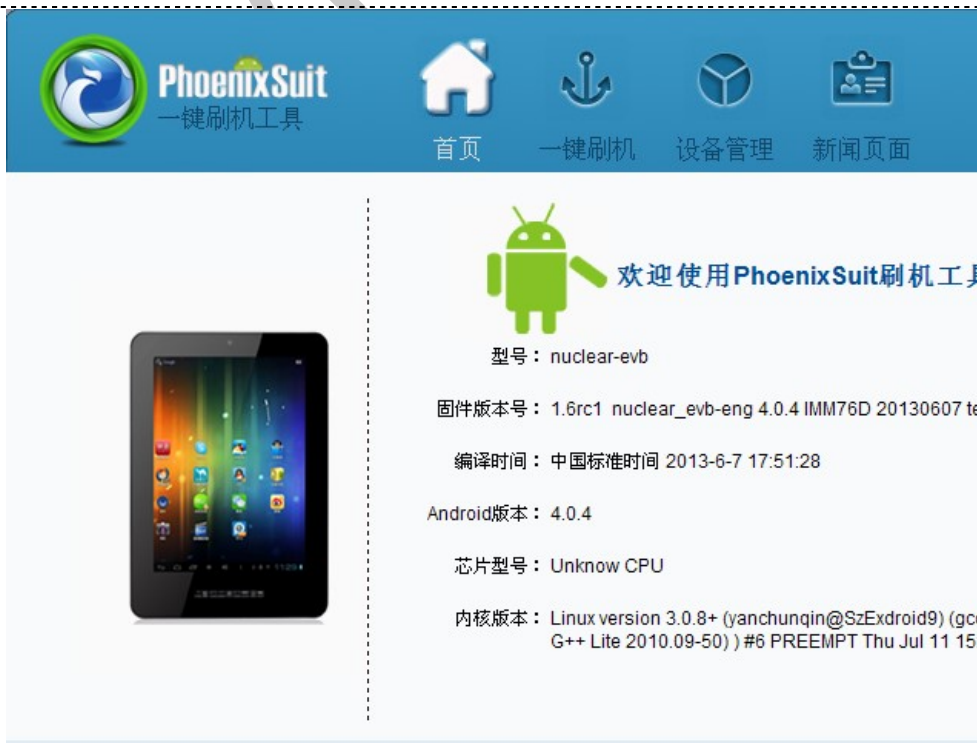 PhoenixSuit
一键刷机工具
首页 一键刷机 设备管理 新闻页面
欢迎使用PhoenixSuit刷机工具
型号： nuclear-evb
固件版本号： 1.6rc1 nuclear_evb-eng 4.0.4 IMM76D 20130607 te
编译时间： 中国标准时间 2013-6-7 17:51:28
Android版本： 4.0.4
芯片型号： Unknow CPU
内核版本： Linux version 3.0.8+ (yanchunqin@SzExdroid9) (gcc
G++ Lite 2010.09-50) ) #6 PREEMPT Thu Jul 11 15